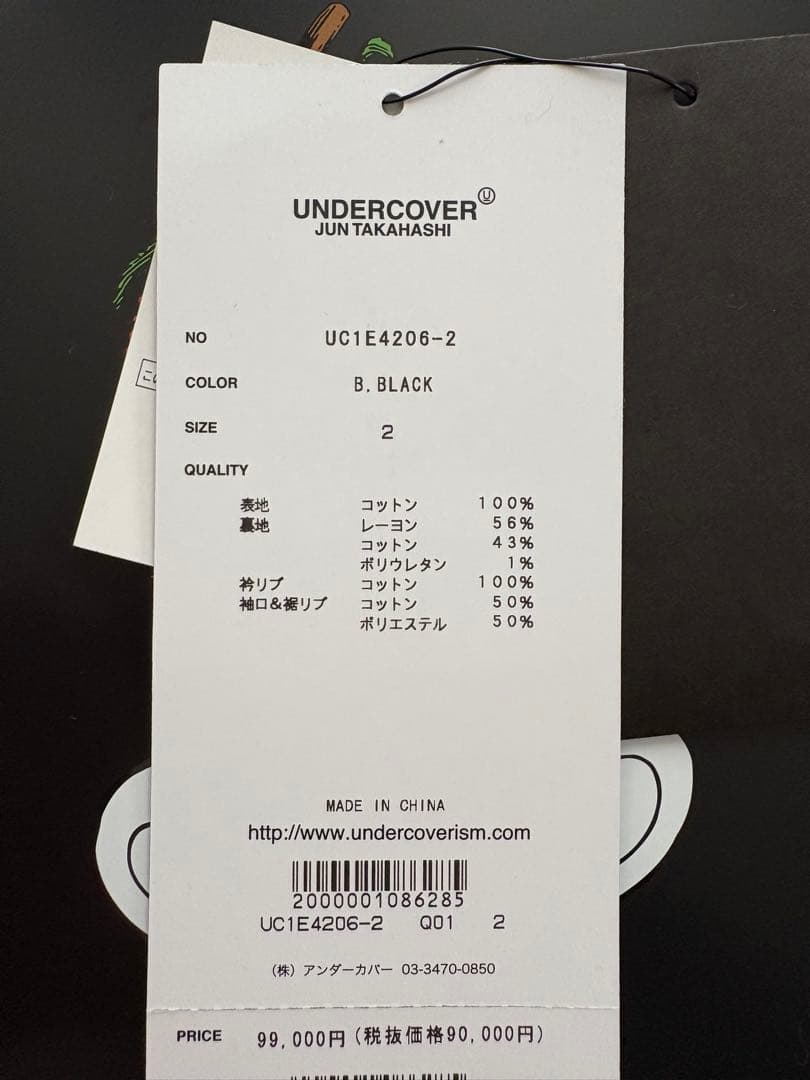 UNDERCOVER Ⓤ
JUN TAKAHASHI
NO UC1E4206-2
COLOR B.BLACK
SIZE 2
QUALITY
表地 コットン 100%
裏地 レーヨン 56%
コットン 43%
ポリウレタン 1%
衿リブ コットン 100%
袖口&裾リブ コットン 50%
ポリエステル 50%
MADE IN CHINA
http://www.undercoverism.com
2000001086285
UC1E4206-2 Q01 2
(株) アンダーカバー 03-3470-0850
PRICE 99,000円(税抜価格90,000円)